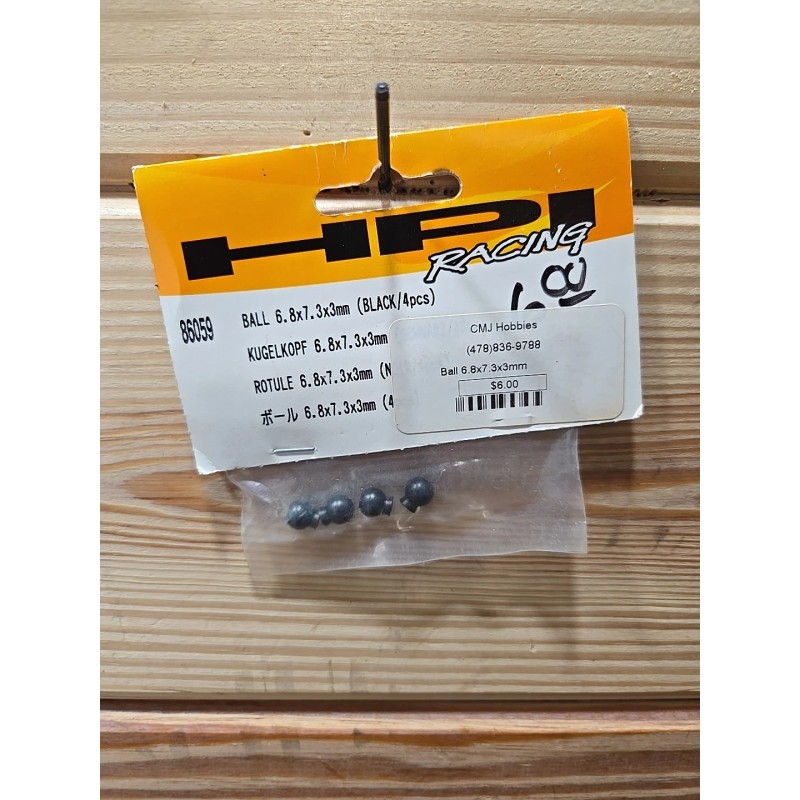 HPI
RACING
86059
BALL 6.8x7.3x3mm (BLACK/4pcs)
KUGELKOPF 6.8x7.3x3mm
ROTULE 6.8x7.3x3mm (N
ボール 6.8x7.3x3mm (4
CMJ Hobbies
(478)836-9788
Ball 6.8x7.3x3mm
$6.00